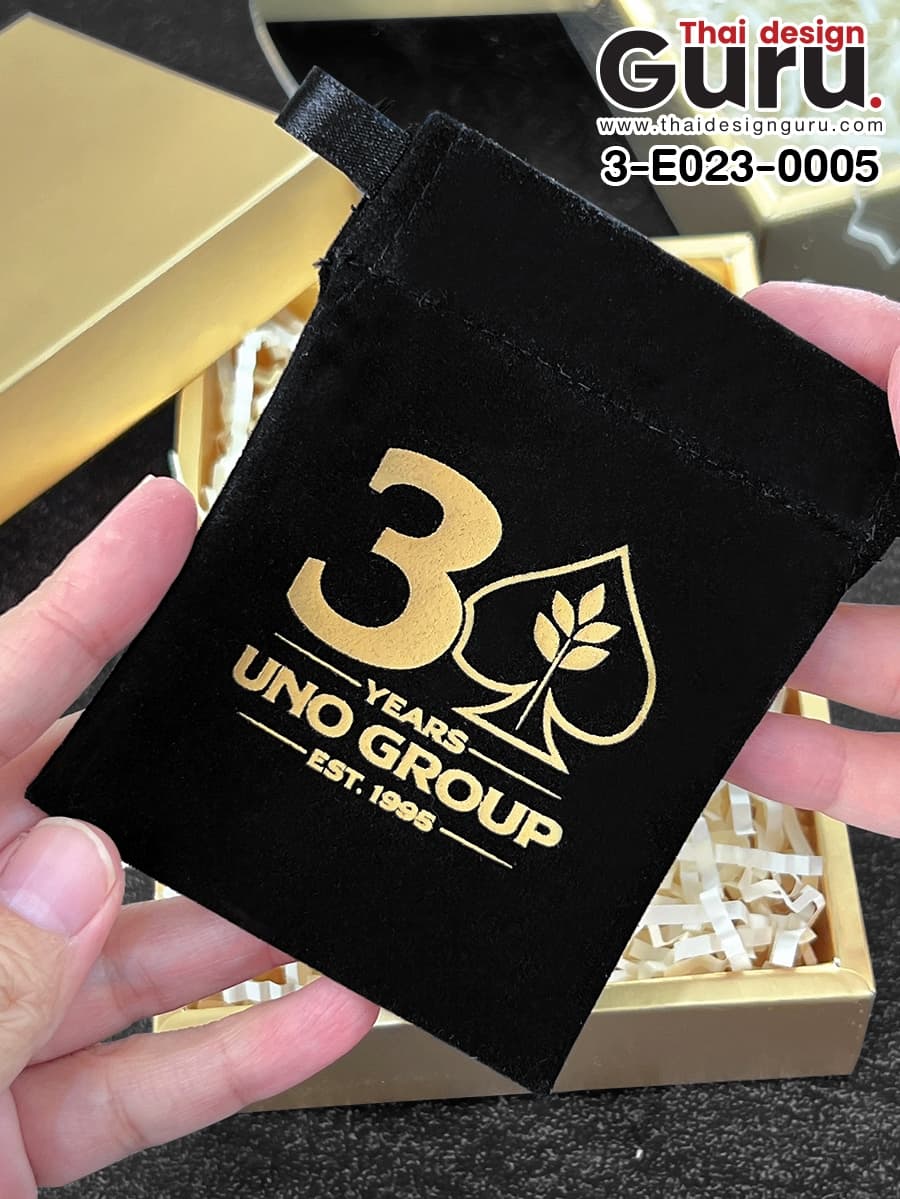 Thai design
Guru.
www.thaidesignguru.com
3-E023-0005
3
YEARS
UNO GROUP
EST. 1995